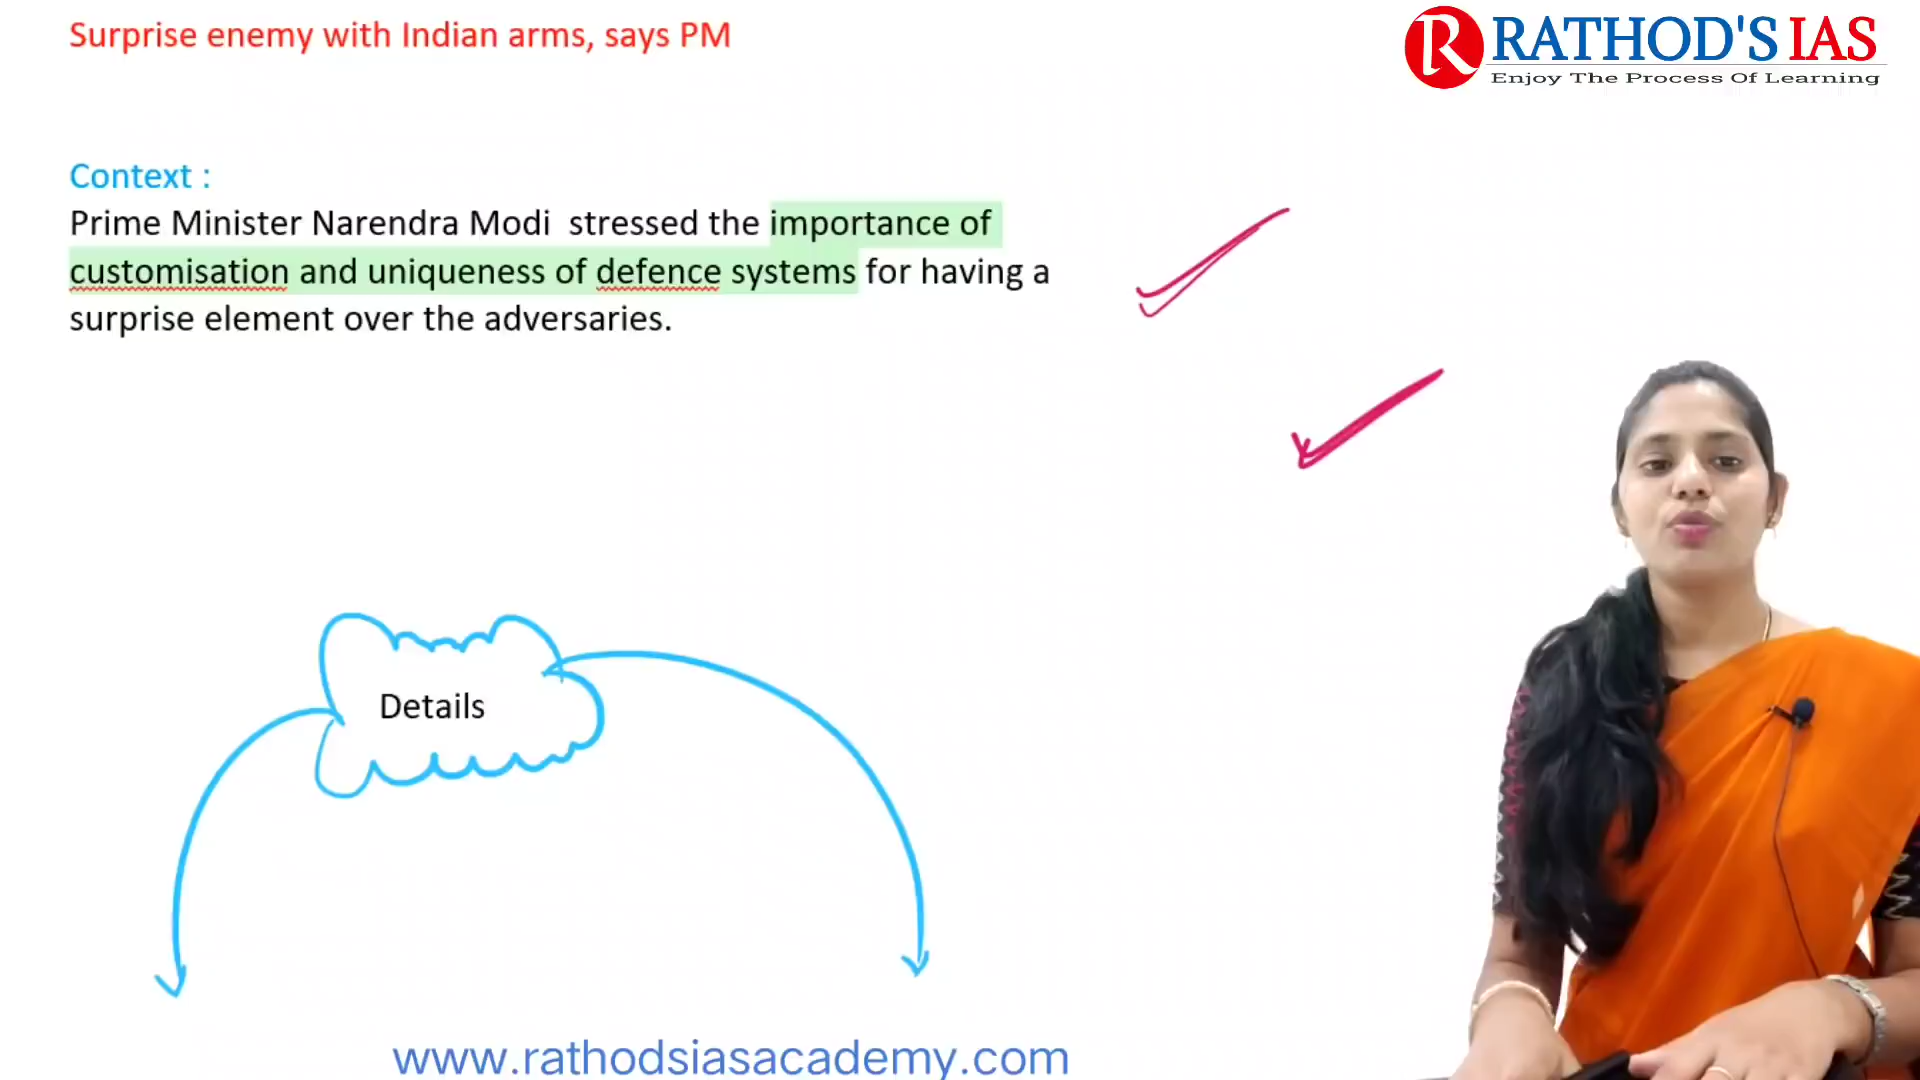 Surprise enemy with Indian arms, says PM
R RATHOD'S IAS
Enjoy The Process Of Learning
Context :
Prime Minister Narendra Modi stressed the importance of
customisation and uniqueness of defence systems for having a
surprise element over the adversaries.
Details
www.rathodsiasacademy.com